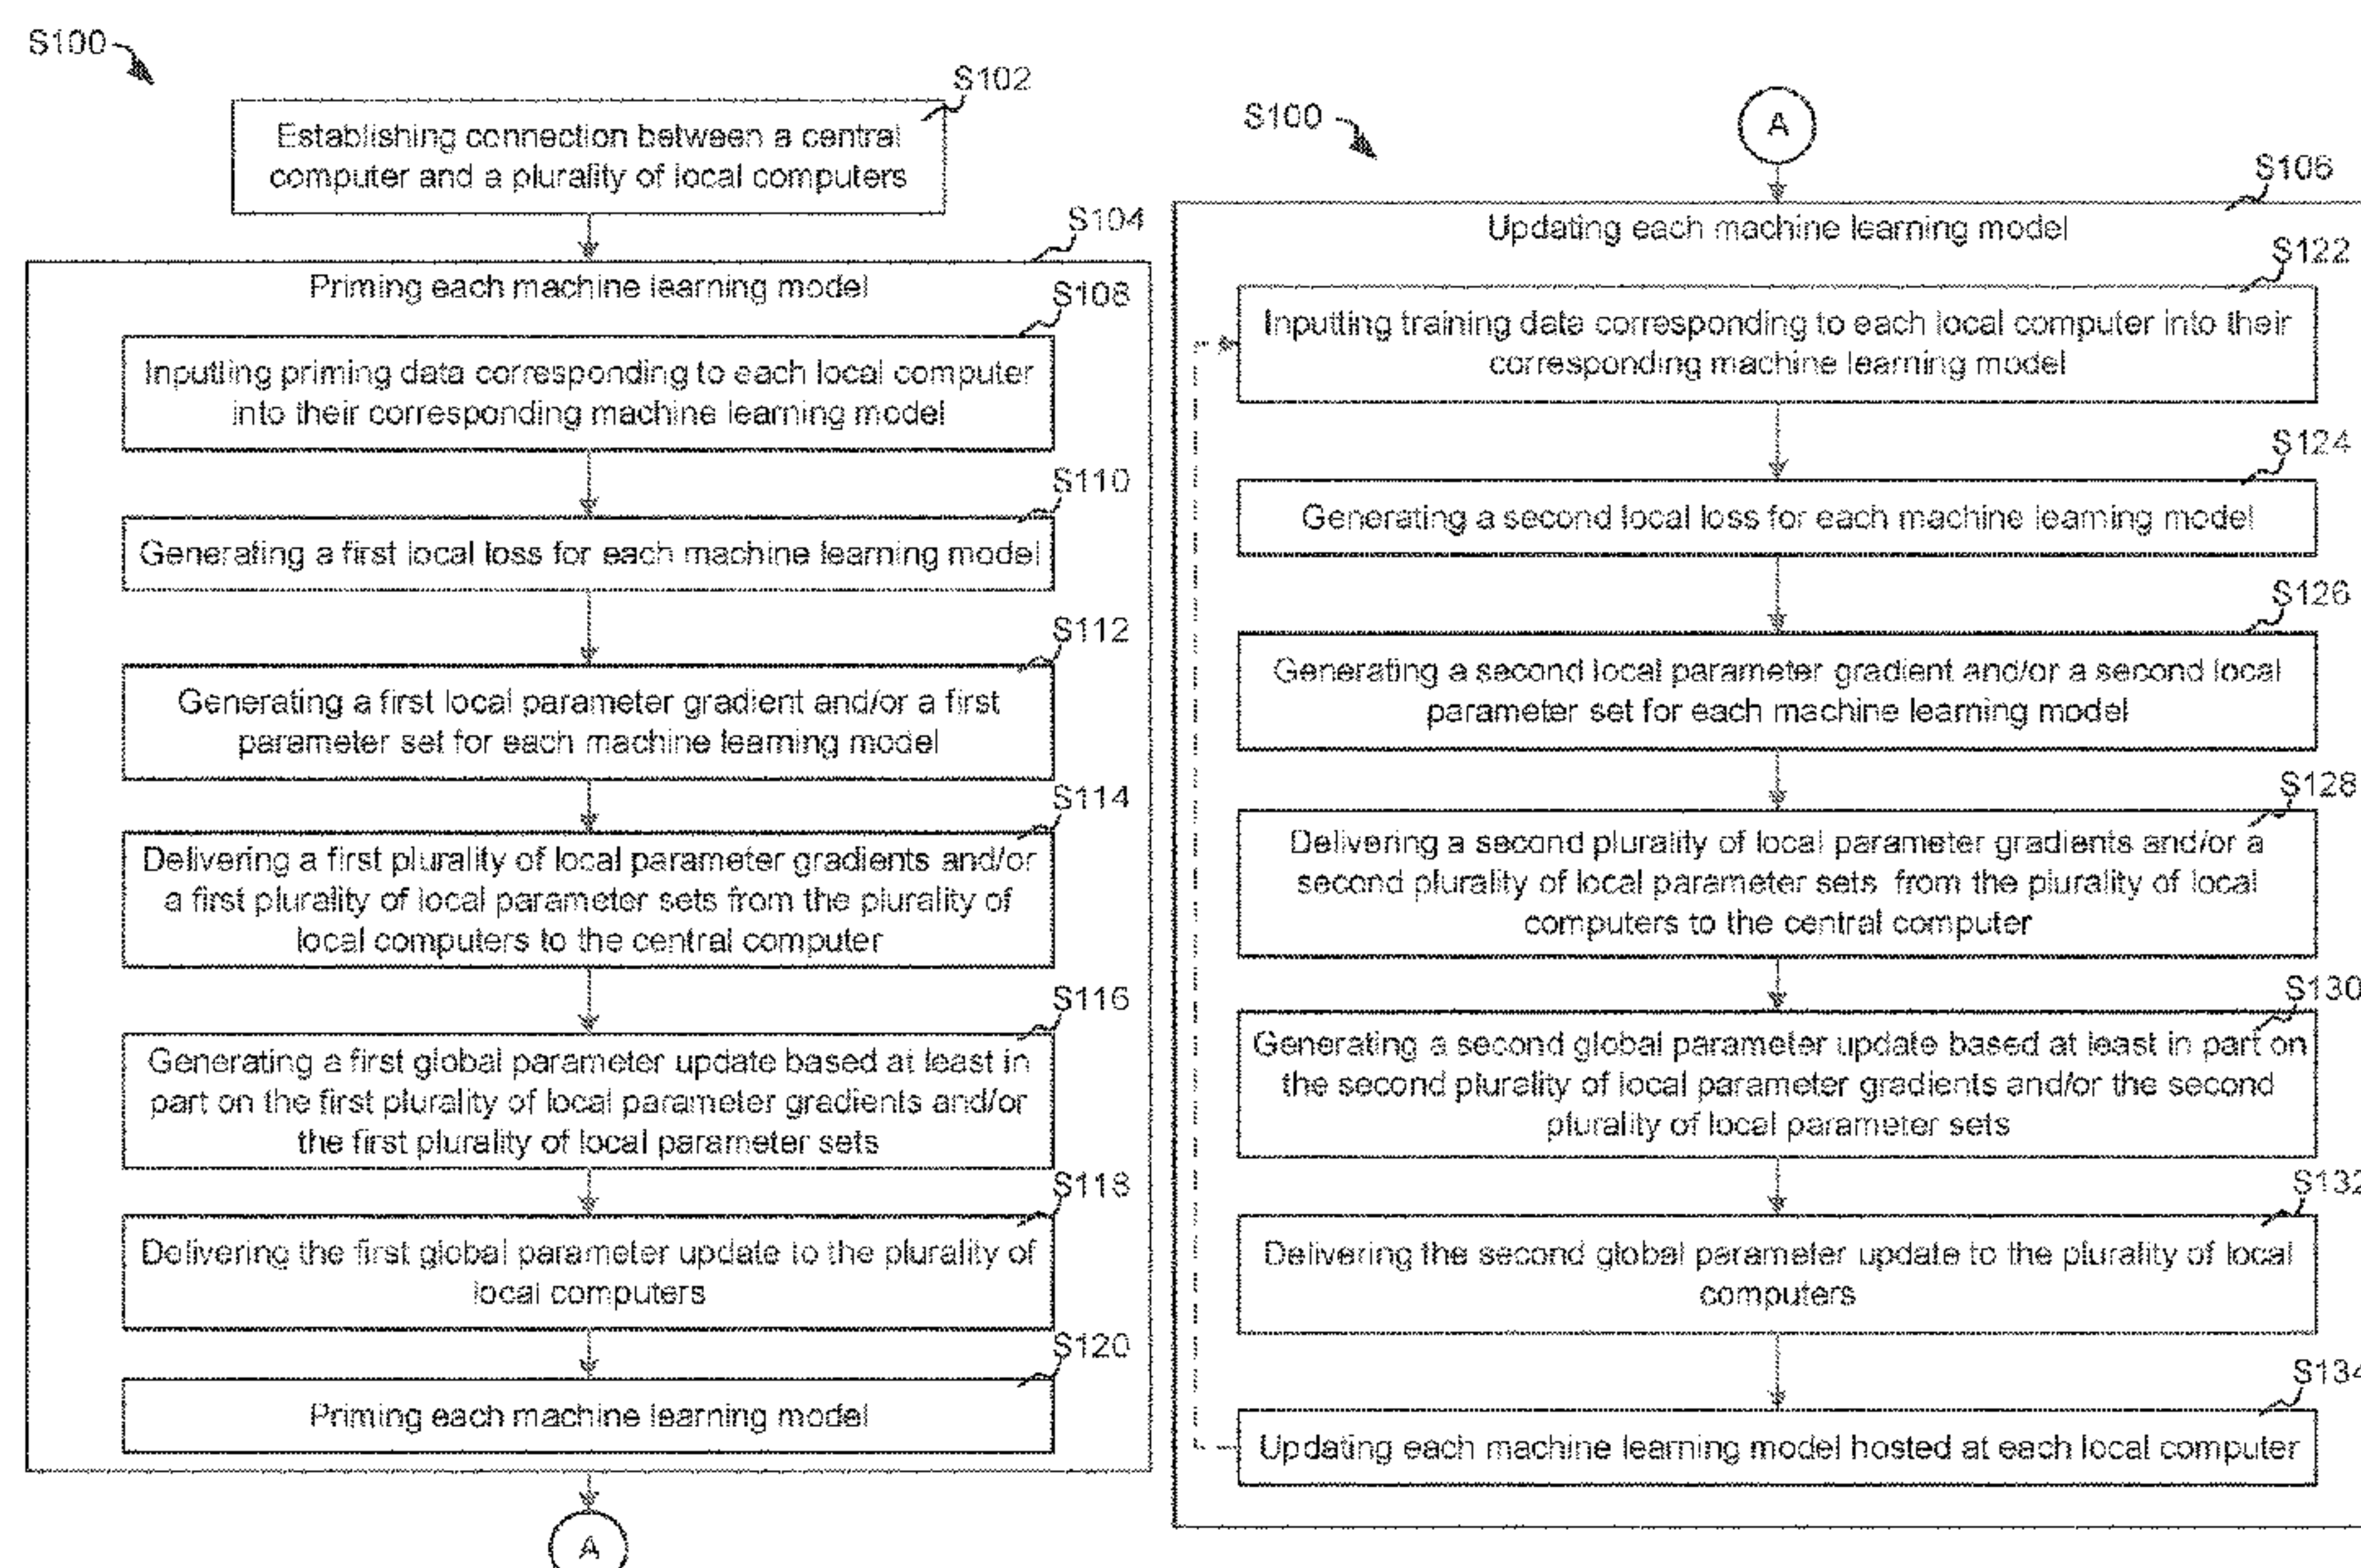 S100
S102
Establishing connection between a central
computer and a plurality of local computers
S104
Priming each machine learning model
S108
Inputting priming data corresponding to each local computer
into their corresponding machine learning model
S110
Generating a first local loss for each machine learning model
S112
Generating a first local parameter gradient and/or a first
parameter set for each machine learning model
S114
Delivering a first plurality of local parameter gradients and/or
a first plurality of local parameter sets from the plurality of
local computers to the central computer
S116
Generating a first global parameter update based at least in
part on the first plurality of local parameter gradients and/or
the first plurality of local parameter sets
S118
Delivering the first global parameter update to the plurality of
local computers
S120
Priming each machine learning model
A
S100
A
S106
Updating each machine learning model
S122
Inputting training data corresponding to each local computer into their
corresponding machine learning model
S124
Generating a second local loss for each machine learning model
S126
Generating a second local parameter gradient and/or a second local
parameter set for each machine learning model
S128
Delivering a second plurality of local parameter gradients and/or a
second plurality of local parameter sets from the plurality of local
computers to the central computer
S130
Generating a second global parameter update based at least in part on
the second plurality of local parameter gradients and/or the second
plurality of local parameter sets
S132
Delivering the second global parameter update to the plurality of local
computers
S134
Updating each machine learning model hosted at each local computer